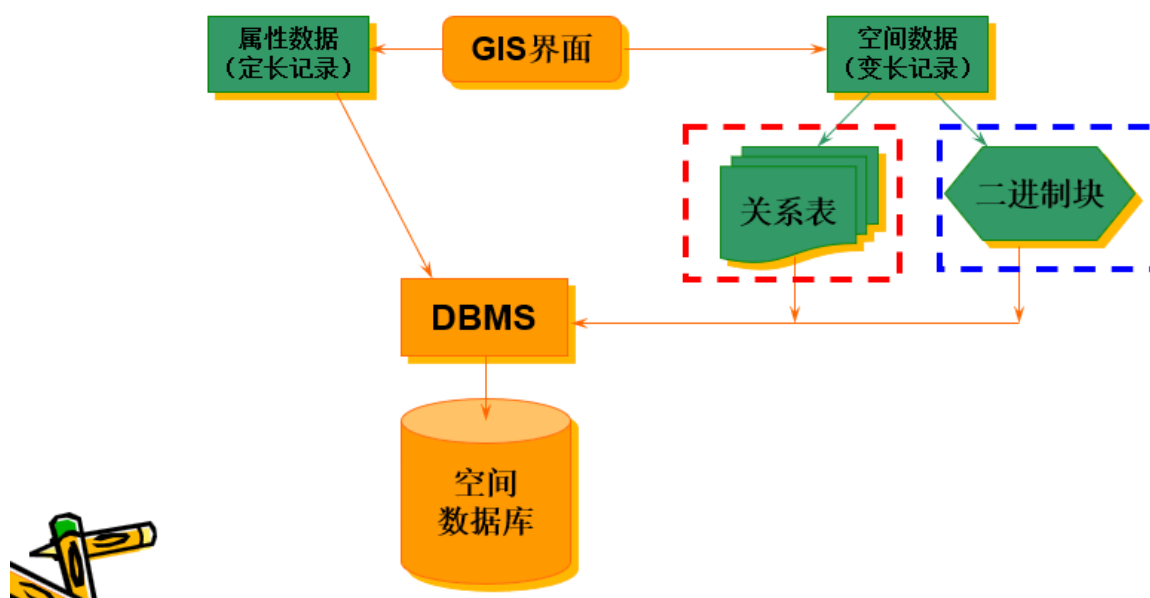 属性数据
（定长记录）
GIS界面
空间数据
（变长记录）
关系表
二进制块
DBMS
空间
数据库